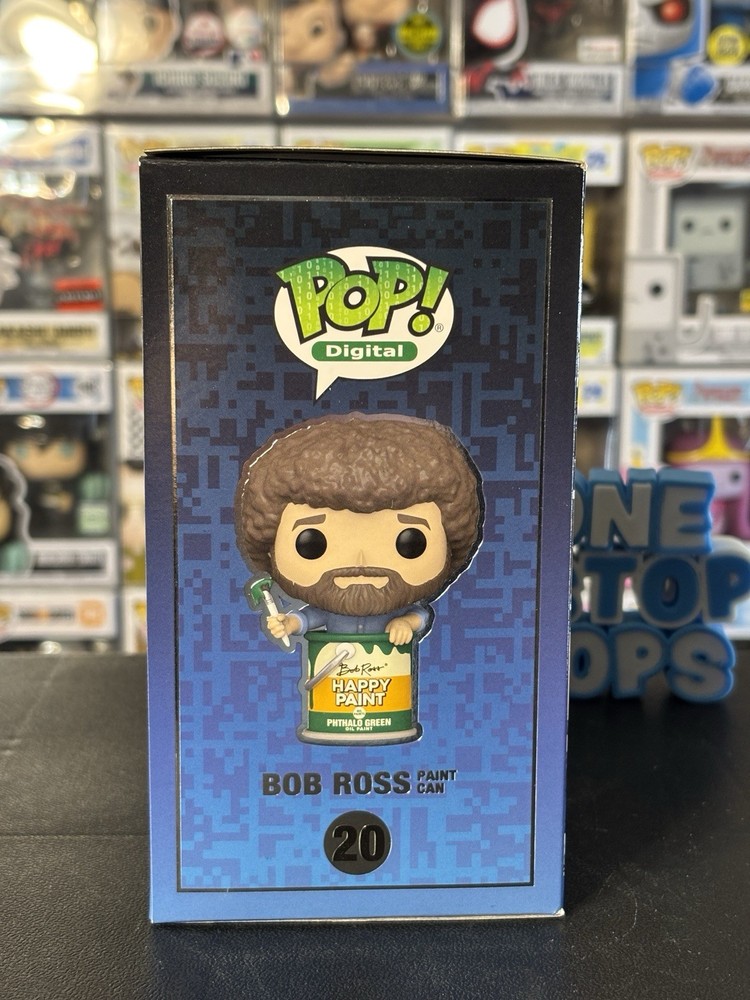 POP!
Digital
Bob Ross
HAPPY
PAINT
PHTHALO GREEN
OIL PAINT
BOB ROSS PAINT
CAN
20
ONE
STOP
POPS